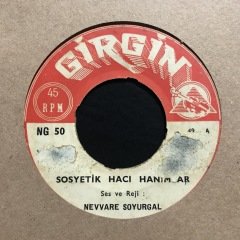 GİRGİN
45
RPM
NG 50
A
SOSYETİK HACI HANIMLAR
Ses ve Reji :
NEVVARE SOYURGAL